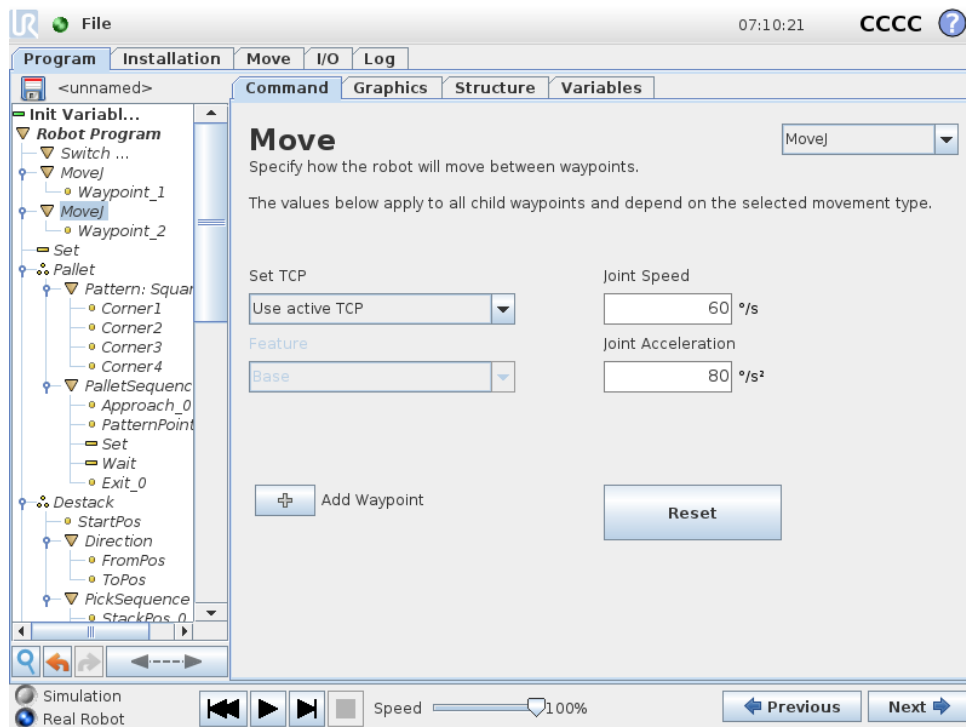 UR File 07:10:21 CCCC ?
Program Installation Move I/O Log
<unnamed> Command Graphics Structure Variables
Init Variabl...
Robot Program
Switch ...
MoveJ
Waypoint_1
MoveJ
Waypoint_2
Set
Pallet
Pattern: Squar
Corner1
Corner2
Corner3
Corner4
PalletSequenc
Approach_0
PatternPoint
Set
Wait
Exit_0
Destack
StartPos
Direction
FromPos
ToPos
PickSequence
StackPos_0
Move MoveJ
Specify how the robot will move between waypoints.
The values below apply to all child waypoints and depend on the selected movement type.
Set TCP Joint Speed
Use active TCP 60 °/s
Feature Joint Acceleration
Base 80 °/s²
Add Waypoint Reset
Simulation
Real Robot
Speed 100% Previous Next